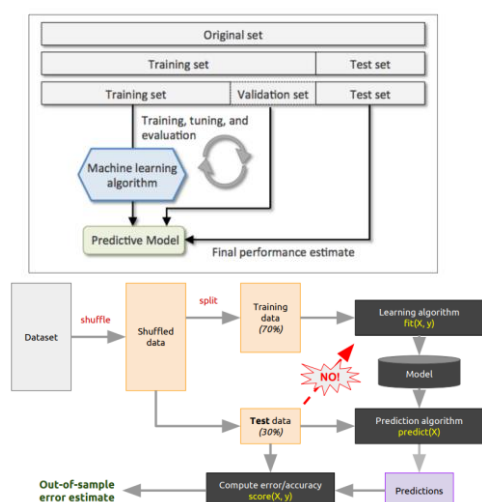 Original set
Training set Test set
Training set Validation set Test set
Training, tuning, and
evaluation
Machine learning
algorithm
Predictive Model
Final performance estimate
Dataset
shuffle
Shuffled
data
split
Training
data
(70%)
Learning algorithm
fit(X, y)
NO!
Model
Test data
(30%)
Prediction algorithm
predict(X)
Out-of-sample
error estimate
Compute error/accuracy
score(X, y)
Predictions